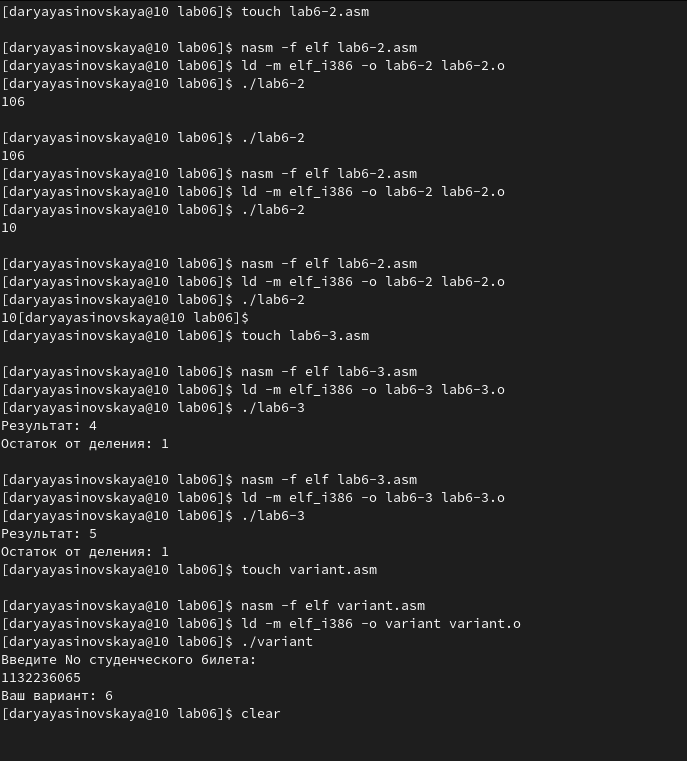 [daryayasinovskaya@10 lab06]$ touch lab6-2.asm
[daryayasinovskaya@10 lab06]$ nasm -f elf lab6-2.asm
[daryayasinovskaya@10 lab06]$ ld -m elf_i386 -o lab6-2 lab6-2.o
[daryayasinovskaya@10 lab06]$ ./lab6-2
106
[daryayasinovskaya@10 lab06]$ ./lab6-2
106
[daryayasinovskaya@10 lab06]$ nasm -f elf lab6-2.asm
[daryayasinovskaya@10 lab06]$ ld -m elf_i386 -o lab6-2 lab6-2.o
[daryayasinovskaya@10 lab06]$ ./lab6-2
10
[daryayasinovskaya@10 lab06]$ nasm -f elf lab6-2.asm
[daryayasinovskaya@10 lab06]$ ld -m elf_i386 -o lab6-2 lab6-2.o
[daryayasinovskaya@10 lab06]$ ./lab6-2
10[daryayasinovskaya@10 lab06]$
[daryayasinovskaya@10 lab06]$ touch lab6-3.asm
[daryayasinovskaya@10 lab06]$ nasm -f elf lab6-3.asm
[daryayasinovskaya@10 lab06]$ ld -m elf_i386 -o lab6-3 lab6-3.o
[daryayasinovskaya@10 lab06]$ ./lab6-3
Результат: 4
Остаток от деления: 1
[daryayasinovskaya@10 lab06]$ nasm -f elf lab6-3.asm
[daryayasinovskaya@10 lab06]$ ld -m elf_i386 -o lab6-3 lab6-3.o
[daryayasinovskaya@10 lab06]$ ./lab6-3
Результат: 5
Остаток от деления: 1
[daryayasinovskaya@10 lab06]$ touch variant.asm
[daryayasinovskaya@10 lab06]$ nasm -f elf variant.asm
[daryayasinovskaya@10 lab06]$ ld -m elf_i386 -o variant variant.o
[daryayasinovskaya@10 lab06]$ ./variant
Введите No студенческого билета:
1132236065
Ваш вариант: 6
[daryayasinovskaya@10 lab06]$ clear